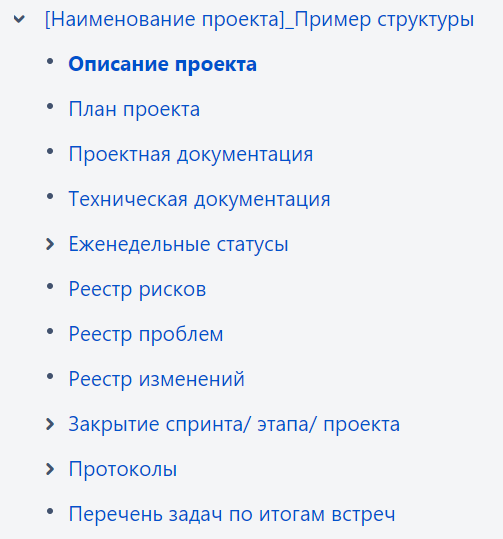 [Наименование проекта]_Пример структуры
Описание проекта
План проекта
Проектная документация
Техническая документация
Еженедельные статусы
Реестр рисков
Реестр проблем
Реестр изменений
Закрытие спринта/ этапа/ проекта
Протоколы
Перечень задач по итогам встреч